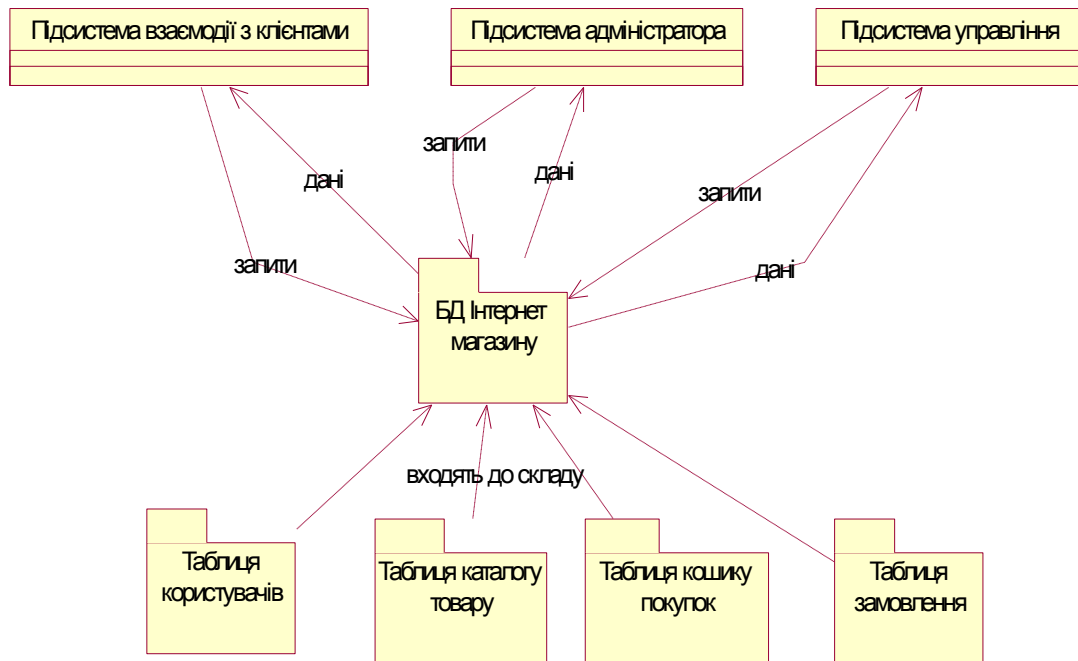 Підсистема взаємодії з клієнтами
Підсистема адміністратора
Підсистема управління
запити
дані
дані
запити
запити
дані
БД Інтернет
магазину
входять до складу
Таблиця
користувачів
Таблиця каталогу
товару
Таблиця кошику
покупок
Таблиця
замовлення